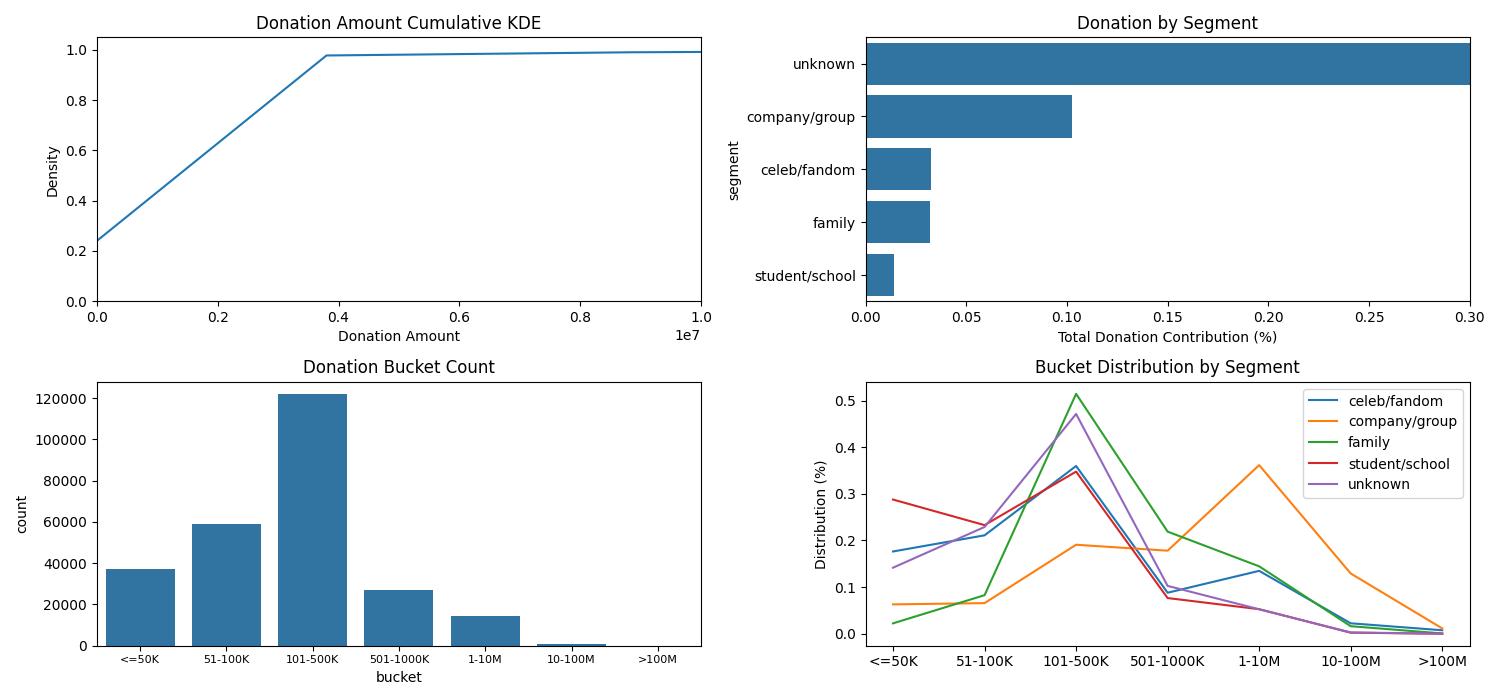 Donation Amount Cumulative KDE
1.0
0.8
0.6
0.4
0.2
0.0
Density
0.0 0.2 0.4 0.6 0.8 1.0
1e7
Donation Amount
Donation by Segment
unknown
company/group
celeb/fandom
family
student/school
segment
0.00 0.05 0.10 0.15 0.20 0.25 0.30
Total Donation Contribution (%)
Donation Bucket Count
120000
100000
80000
60000
40000
20000
0
count
<=50K 51-100K 101-500K 501-1000K 1-10M 10-100M >100M
bucket
Bucket Distribution by Segment
0.5
0.4
0.3
0.2
0.1
0.0
Distribution (%)
celeb/fandom
company/group
family
student/school
unknown
<=50K 51-100K 101-500K 501-1000K 1-10M 10-100M >100M